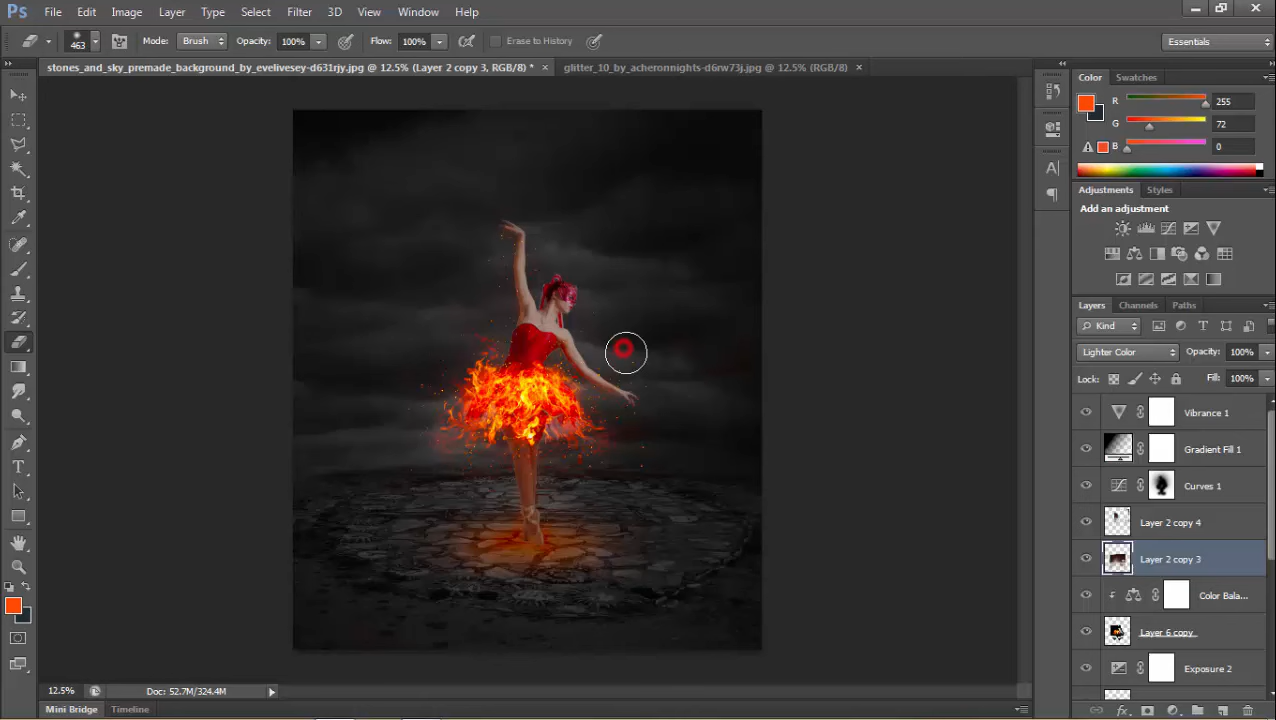 Ps File Edit Image Layer Type Select Filter 3D View Window Help
463 Mode: Brush Opacity: 100% Flow: 100% Erase to History Essentials
stones_and_sky_premade_background_by_evelivesey-d631rjy.jpg @ 12.5% (Layer 2 copy 3, RGB/8) * × glitter_10_by_acheronnights-d6rw73j.jpg @ 12.5% (RGB/8) ×
Color Swatches
R 255
G 72
B 0
Adjustments Styles
Add an adjustment
Layers Channels Paths
Kind
Lighter Color Opacity: 100%
Lock: Fill: 100%
Vibrance 1
Gradient Fill 1
Curves 1
Layer 2 copy 4
Layer 2 copy 3
Color Bala...
Layer 6 copy
Exposure 2
12.5% Doc: 52.7M/324.4M
Mini Bridge Timeline